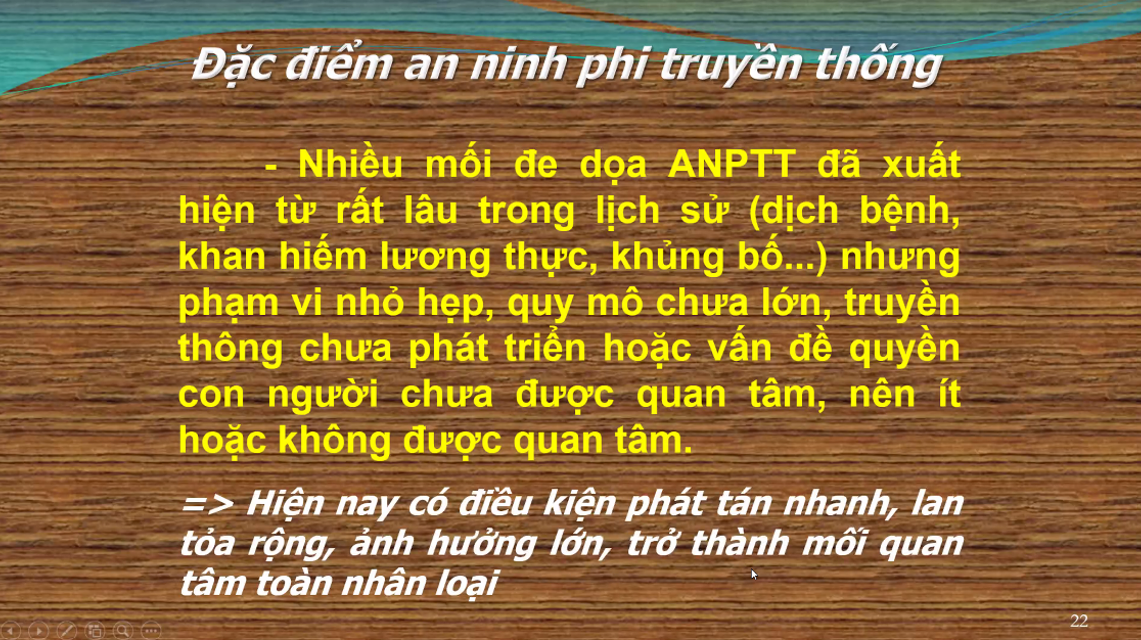 Đặc điểm an ninh phi truyền thống
- Nhiều mối đe dọa ANPTT đã xuất
hiện từ rất lâu trong lịch sử (dịch bệnh,
khan hiếm lương thực, khủng bố...) nhưng
phạm vi nhỏ hẹp, quy mô chưa lớn, truyền
thông chưa phát triển hoặc vấn đề quyền
con người chưa được quan tâm, nên ít
hoặc không được quan tâm.
=> Hiện nay có điều kiện phát tán nhanh, lan
tỏa rộng, ảnh hưởng lớn, trở thành mối quan
tâm toàn nhân loại
22